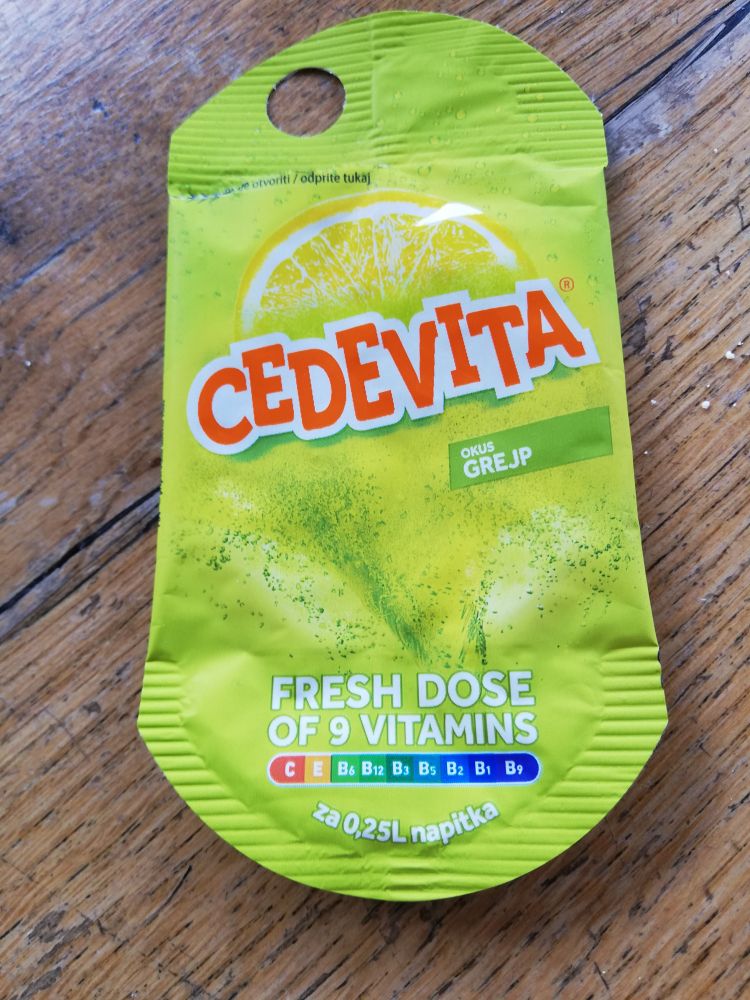 otvoriti / odprite tukaj
CEDEVITA®
OKUS
GREJP
FRESH DOSE
OF 9 VITAMINS
C E B6 B12 B3 B5 B2 B1 B9
za 0,25L napitka